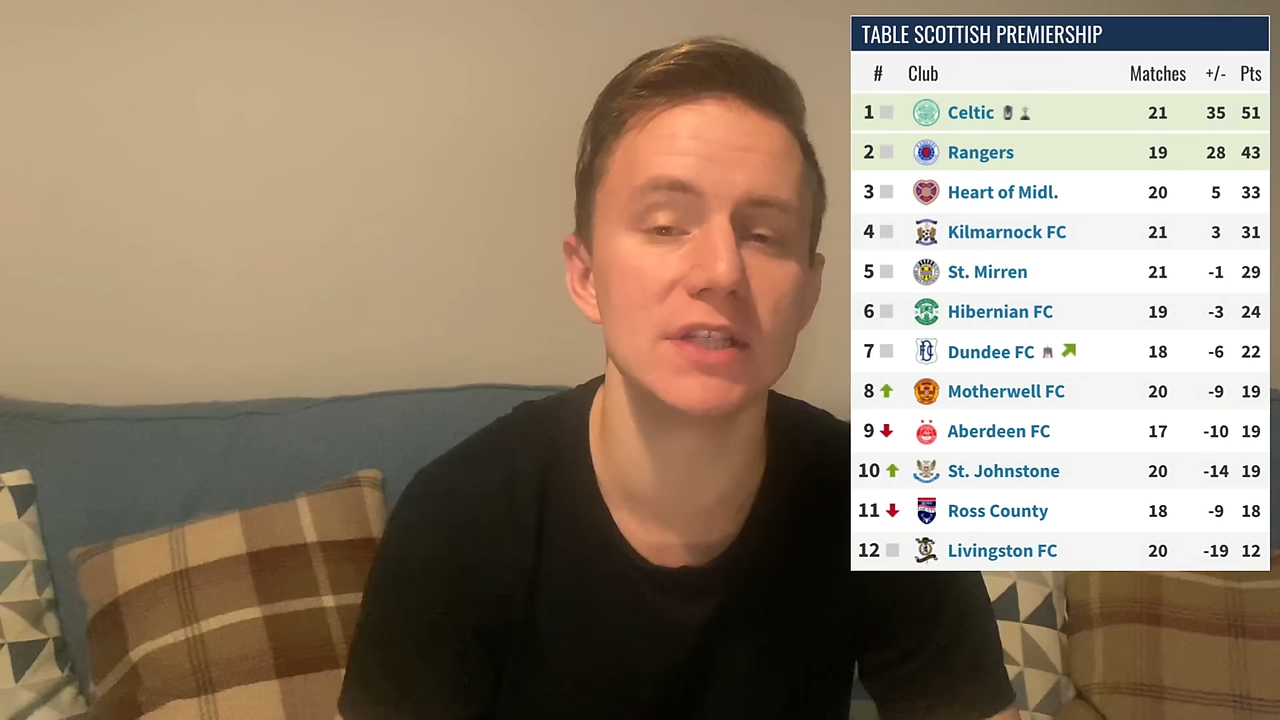 TABLE SCOTTISH PREMIERSHIP
# Club Matches +/- Pts
1 Celtic 21 35 51
2 Rangers 19 28 43
3 Heart of Midl. 20 5 33
4 Kilmarnock FC 21 3 31
5 St. Mirren 21 -1 29
6 Hibernian FC 19 -3 24
7 Dundee FC 18 -6 22
8 Motherwell FC 20 -9 19
9 Aberdeen FC 17 -10 19
10 St. Johnstone 20 -14 19
11 Ross County 18 -9 18
12 Livingston FC 20 -19 12